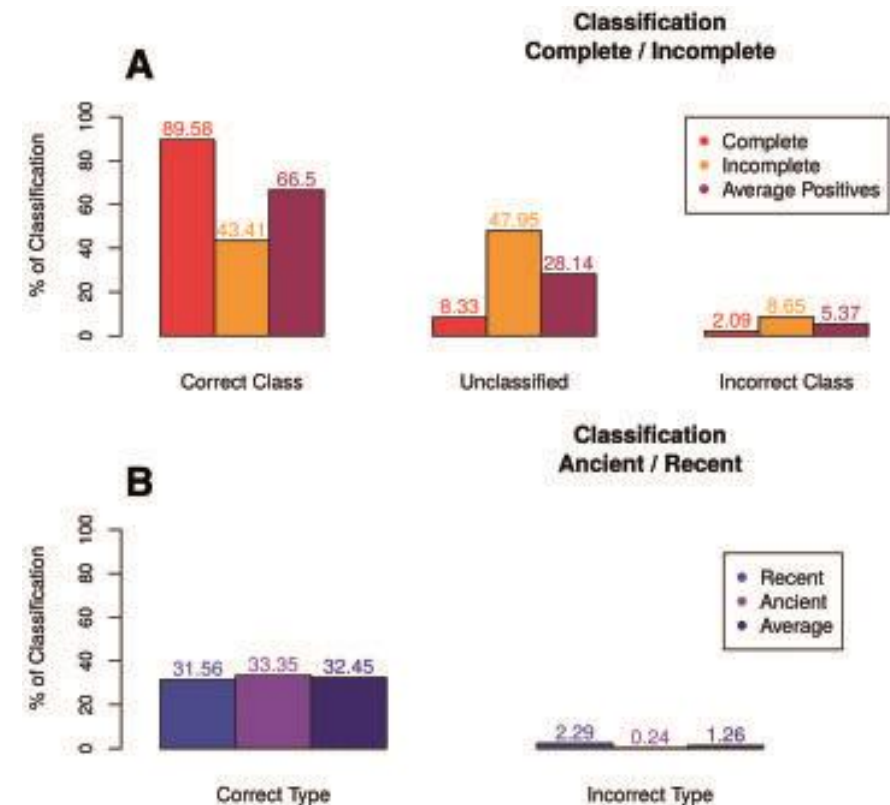 Classification
Complete / Incomplete
A
% of Classification
0 20 40 60 80 100
89.58
43.41
66.5
8.33
47.95
28.14
2.09
8.65
5.37
Complete
Incomplete
Average Positives
Correct Class
Unclassified
Incorrect Class
Classification
Ancient / Recent
B
% of Classification
0 20 40 60 80 100
31.56
33.35
32.45
2.29
0.24
1.26
Recent
Ancient
Average
Correct Type
Incorrect Type